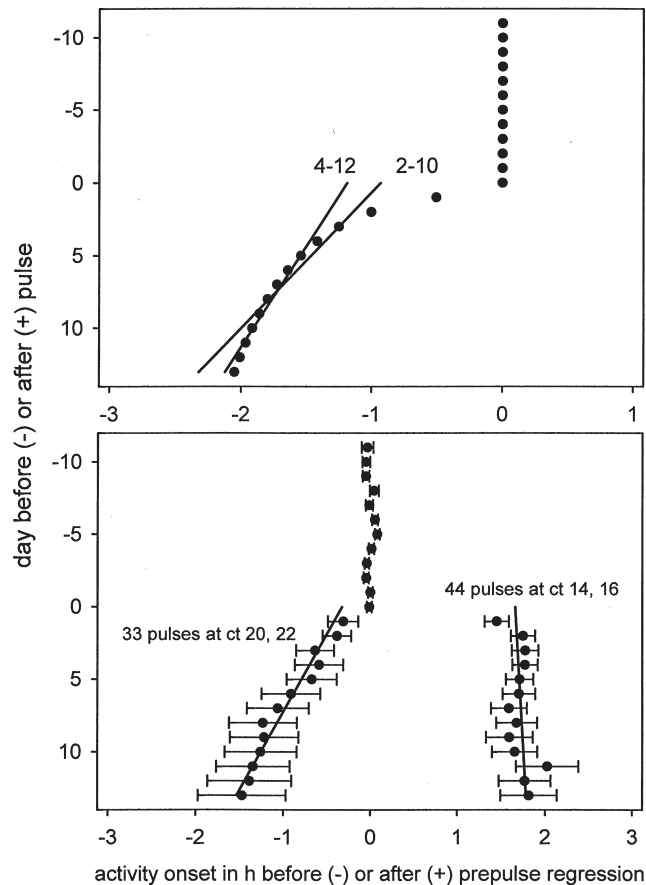 -10
-5
0
5
10
4-12 2-10
-3 -2 -1 0 1
day before (-) or after (+) pulse
-10
-5
0
5
10
44 pulses at ct 14, 16
33 pulses at ct 20, 22
-3 -2 -1 0 1 2 3
activity onset in h before (-) or after (+) prepulse regression